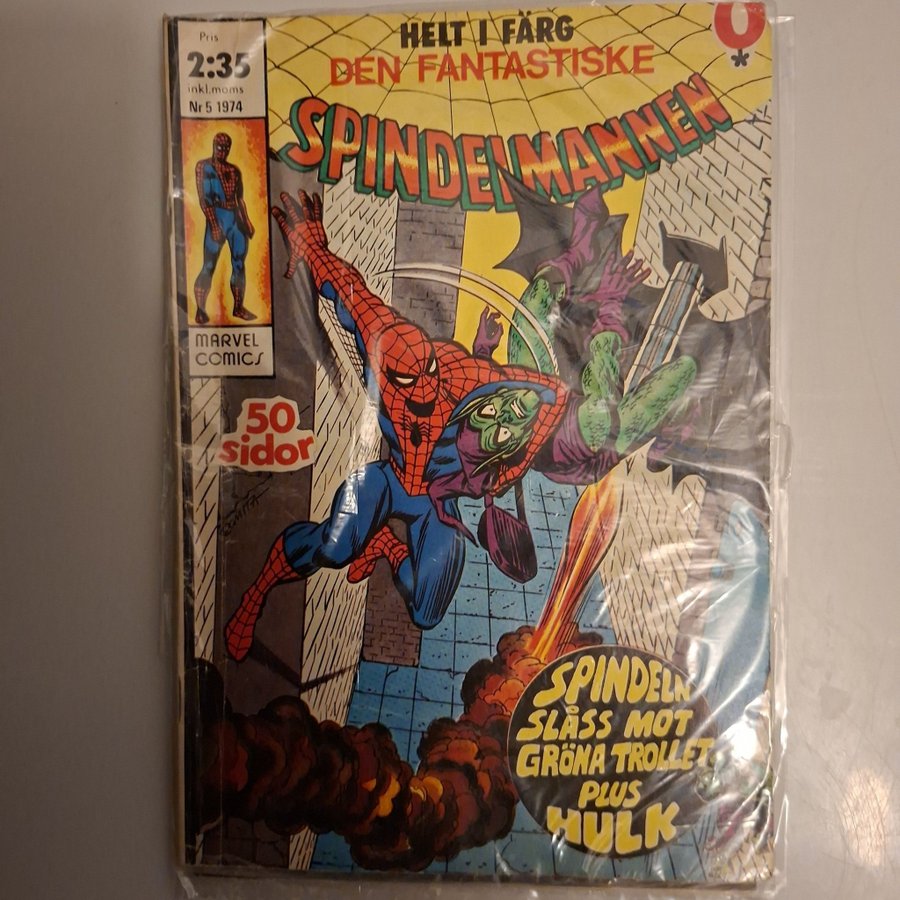 Pris
2:35
inkl.moms
Nr 5 1974
HELT I FÄRG
DEN FANTASTISKE
SPINDELMANNEN
MARVEL
COMICS
50
sidor
ROMITA
SPINDELN
SLÅSS MOT
GRÖNA TROLLET
PLUS
HULK